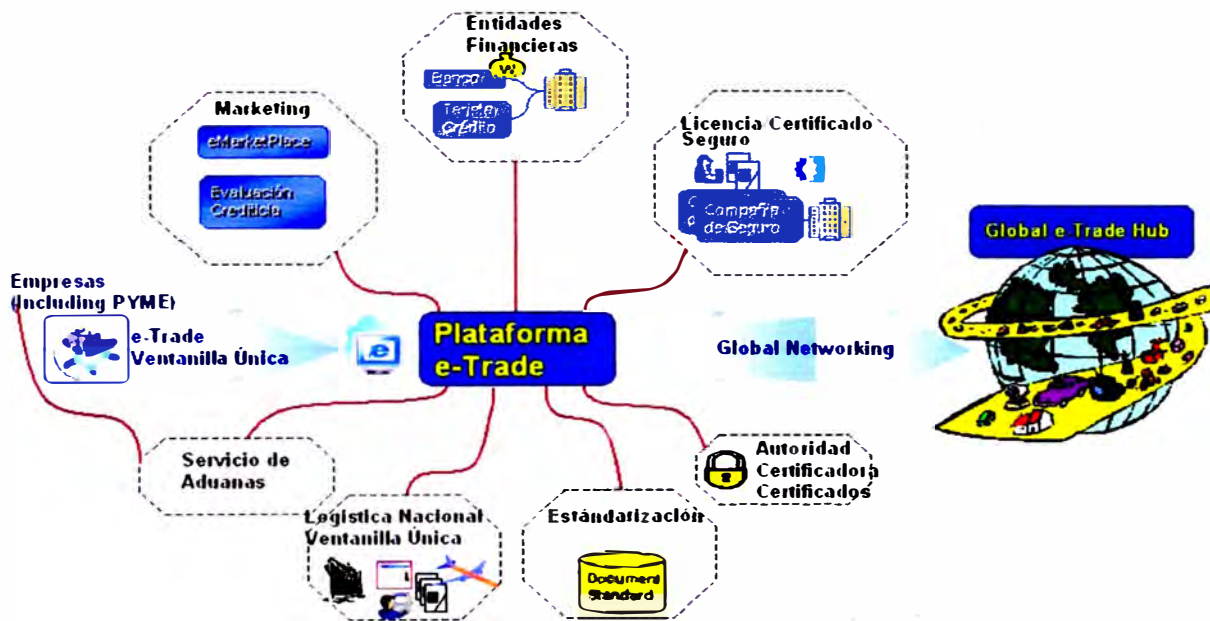 Entidades
Financieras
Banco
Tarjeta
Crédito
Marketing
eMarketPlace
Evaluación
Crediticia
Licencia Certificado
Seguro
Compañía
de Seguro
Global e-Trade Hub
Empresas
(Including PYME)
e-Trade
Ventanilla Única
Plataforma
e-Trade
Global Networking
Servicio de
Aduanas
Autoridad
Certificadora
Certificados
Logística Nacional
Ventanilla Única
Estándarización
Document
Standard